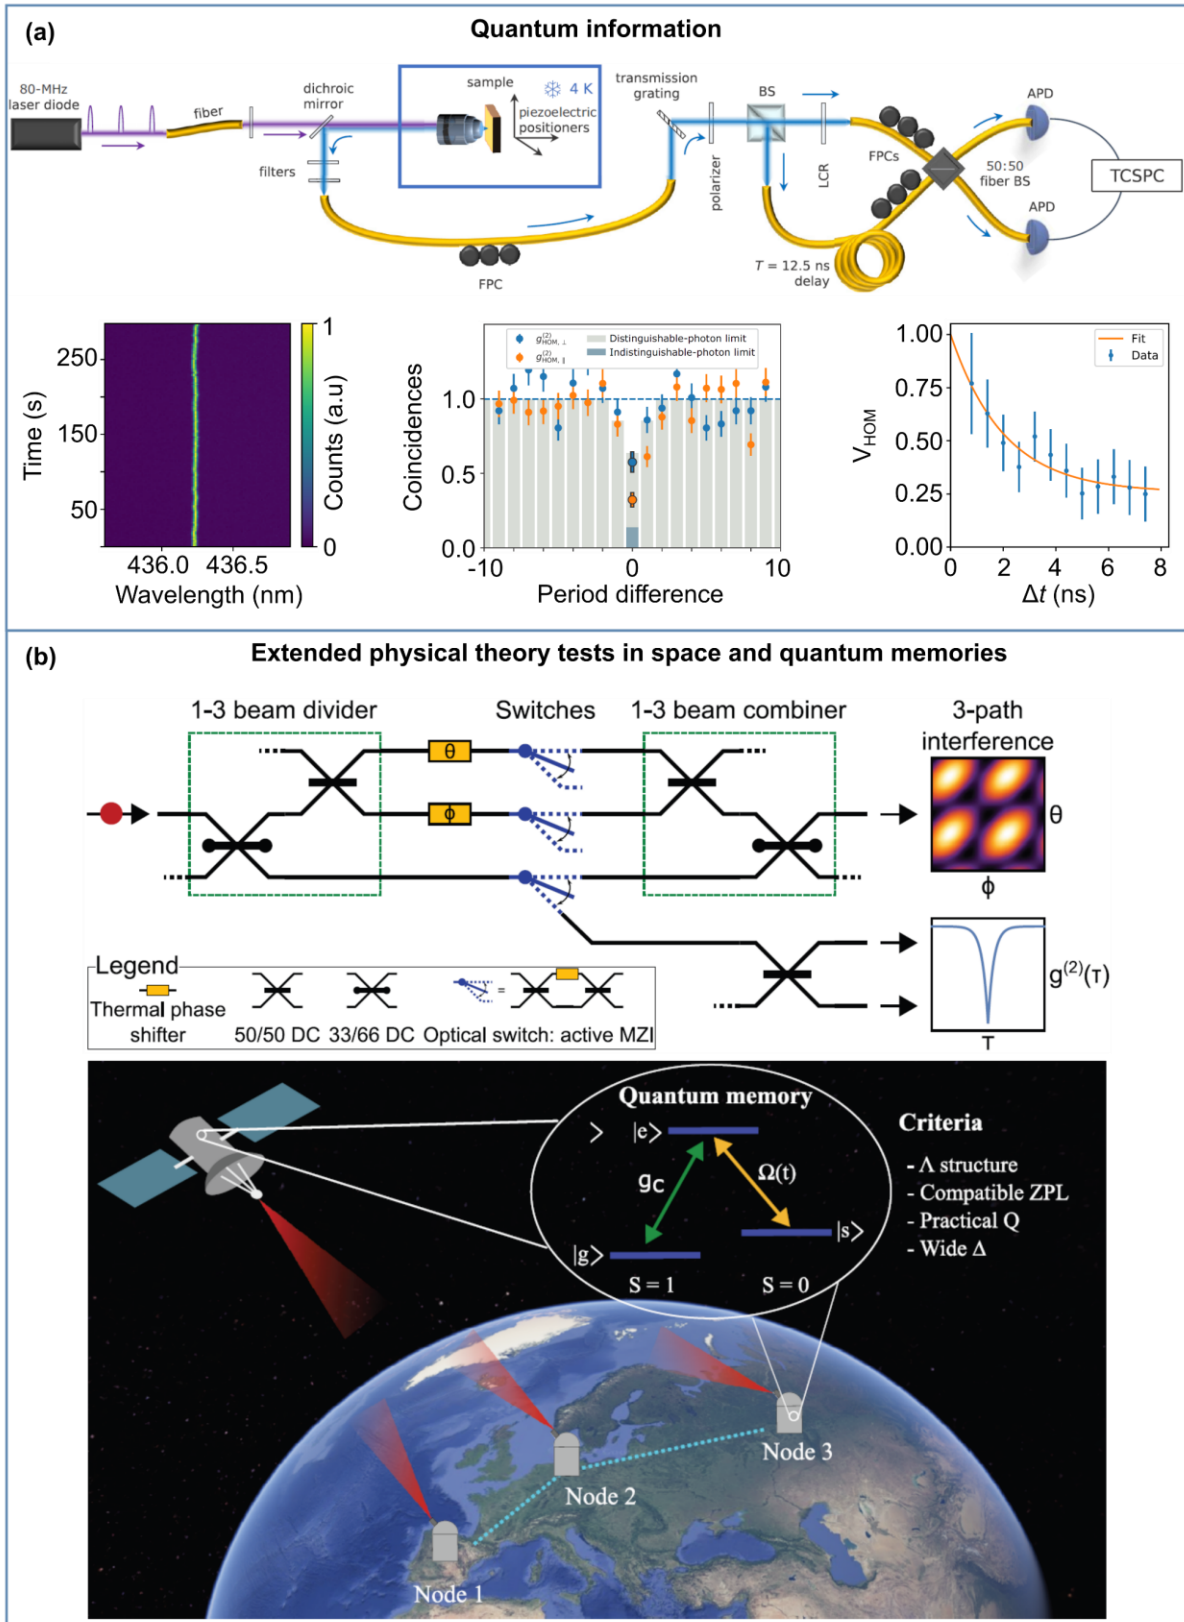 (a)
Quantum information
80-MHz
laser diode
fiber
dichroic
mirror
filters
sample
4 K
piezoelectric
positioners
FPC
transmission
grating
polarizer
BS
LCR
T = 12.5 ns
delay
FPCs
50:50
fiber BS
APD
TCSPC
APD
Time (s)
250
150
50
436.0 436.5
Wavelength (nm)
1
0
Counts (a.u)
g(2)HOM,⊥
g(2)HOM,∥
Distinguishable-photon limit
Indistinguishable-photon limit
Coincidences
1.0
0.5
0.0
-10 0 10
Period difference
VHOM
1.00
0.75
0.50
0.25
0.00
Fit
Data
0 2 4 6 8
Δt (ns)
(b)
Extended physical theory tests in space and quantum memories
1-3 beam divider
Switches
1-3 beam combiner
3-path
interference
θ
ϕ
θ
ϕ
g(2)(τ)
τ
Legend
Thermal phase
shifter
50/50 DC
33/66 DC
=
Optical switch: active MZI
Quantum memory
> |e>
gc
Ω(t)
|g>
|s>
S = 1
S = 0
Criteria
- Λ structure
- Compatible ZPL
- Practical Q
- Wide Δ
Node 3
Node 2
Node 1